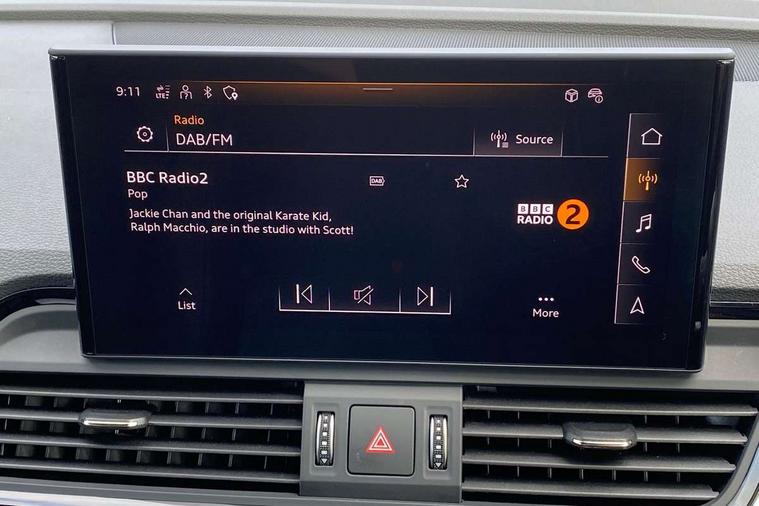 9:11 LTE
Radio
DAB/FM
Source
BBC Radio2
DAB
Pop
Jackie Chan and the original Karate Kid,
Ralph Macchio, are in the studio with Scott!
BBC
RADIO 2
List
More